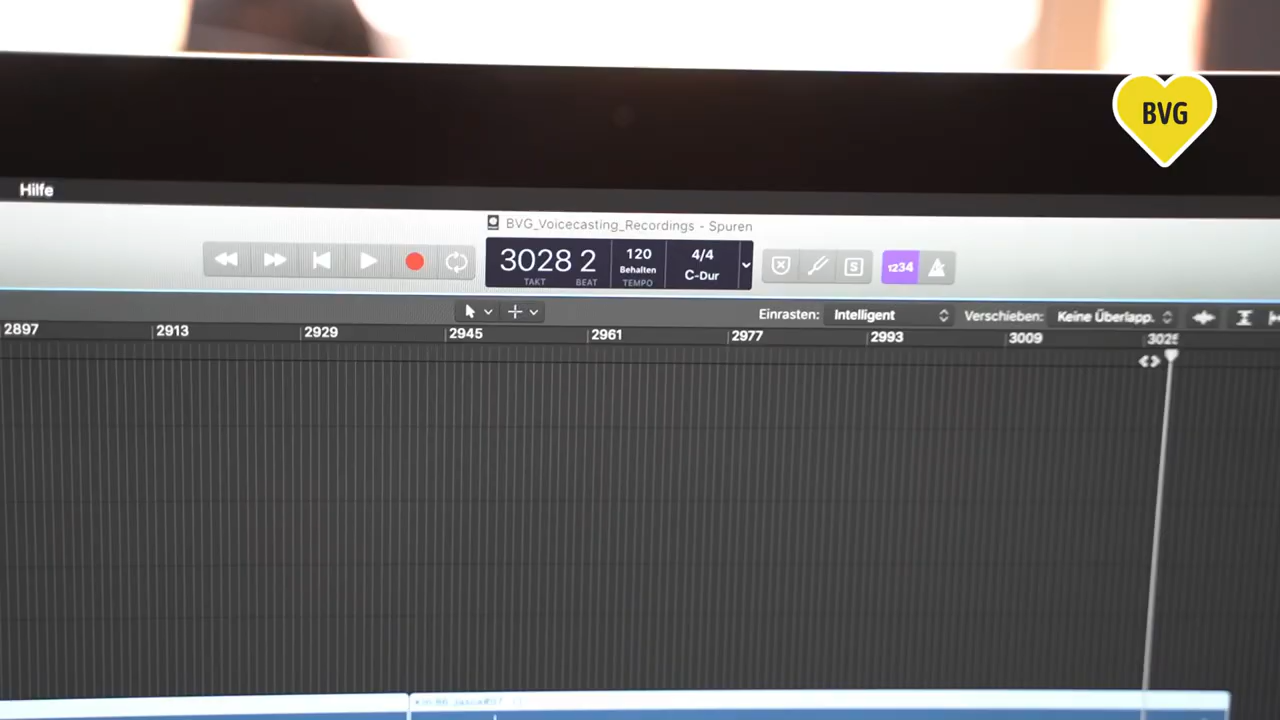 BVG
Hilfe
BVG_Voicecasting_Recordings - Spuren
3028 2
TAKT BEAT
120
Behalten
TEMPO
4/4
C-Dur
S
1234
Einrasten: Intelligent
Verschieben: Keine Überlapp.
2897 2913 2929 2945 2961 2977 2993 3009